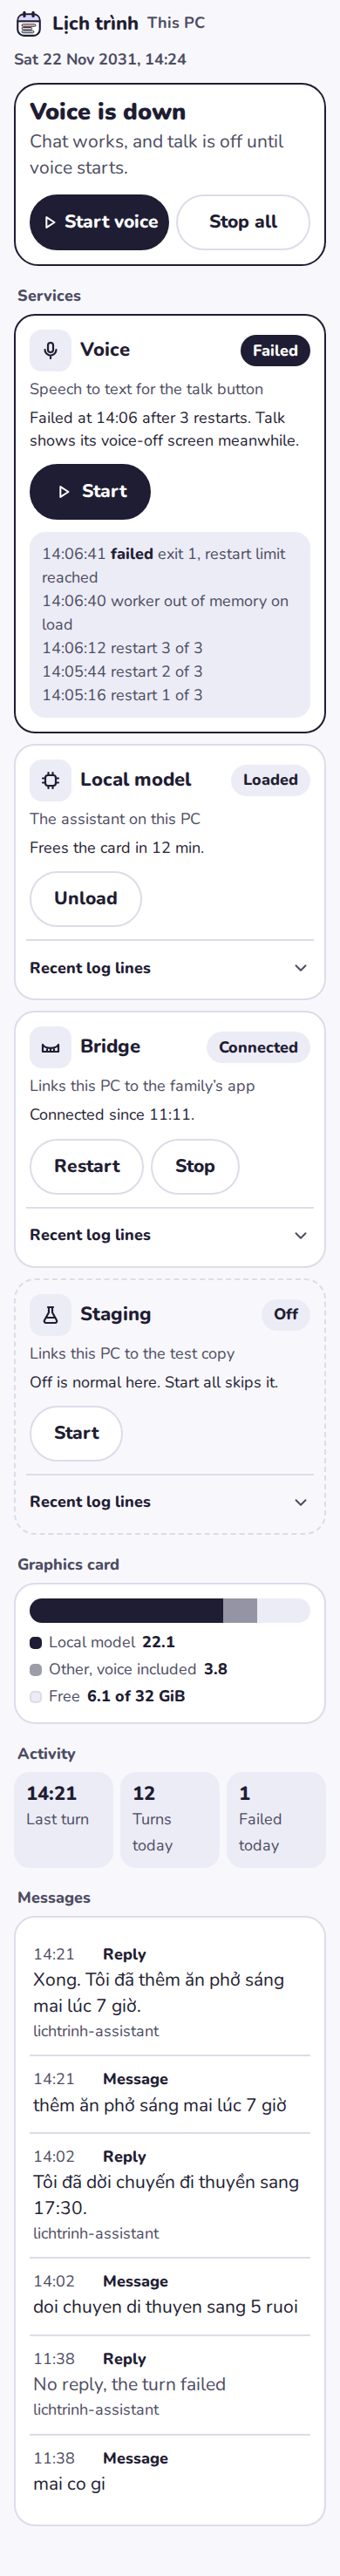 Lịch trình This PC
Sat 22 Nov 2031, 14:24
Voice is down
Chat works, and talk is off until
voice starts.
Start voice
Stop all
Services
Voice
Failed
Speech to text for the talk button
Failed at 14:06 after 3 restarts. Talk
shows its voice-off screen meanwhile.
Start
14:06:41 failed exit 1, restart limit
reached
14:06:40 worker out of memory on
load
14:06:12 restart 3 of 3
14:05:44 restart 2 of 3
14:05:16 restart 1 of 3
Local model
Loaded
The assistant on this PC
Frees the card in 12 min.
Unload
Recent log lines
Bridge
Connected
Links this PC to the family’s app
Connected since 11:11.
Restart
Stop
Recent log lines
Staging
Off
Links this PC to the test copy
Off is normal here. Start all skips it.
Start
Recent log lines
Graphics card
Local model 22.1
Other, voice included 3.8
Free 6.1 of 32 GiB
Activity
14:21
Last turn
12
Turns
today
1
Failed
today
Messages
14:21 Reply
Xong. Tôi đã thêm ăn phở sáng
mai lúc 7 giờ.
lichtrinh-assistant
14:21 Message
thêm ăn phở sáng mai lúc 7 giờ
14:02 Reply
Tôi đã dời chuyến đi thuyền sang
17:30.
lichtrinh-assistant
14:02 Message
doi chuyen di thuyen sang 5 ruoi
11:38 Reply
No reply, the turn failed
lichtrinh-assistant
11:38 Message
mai co gi